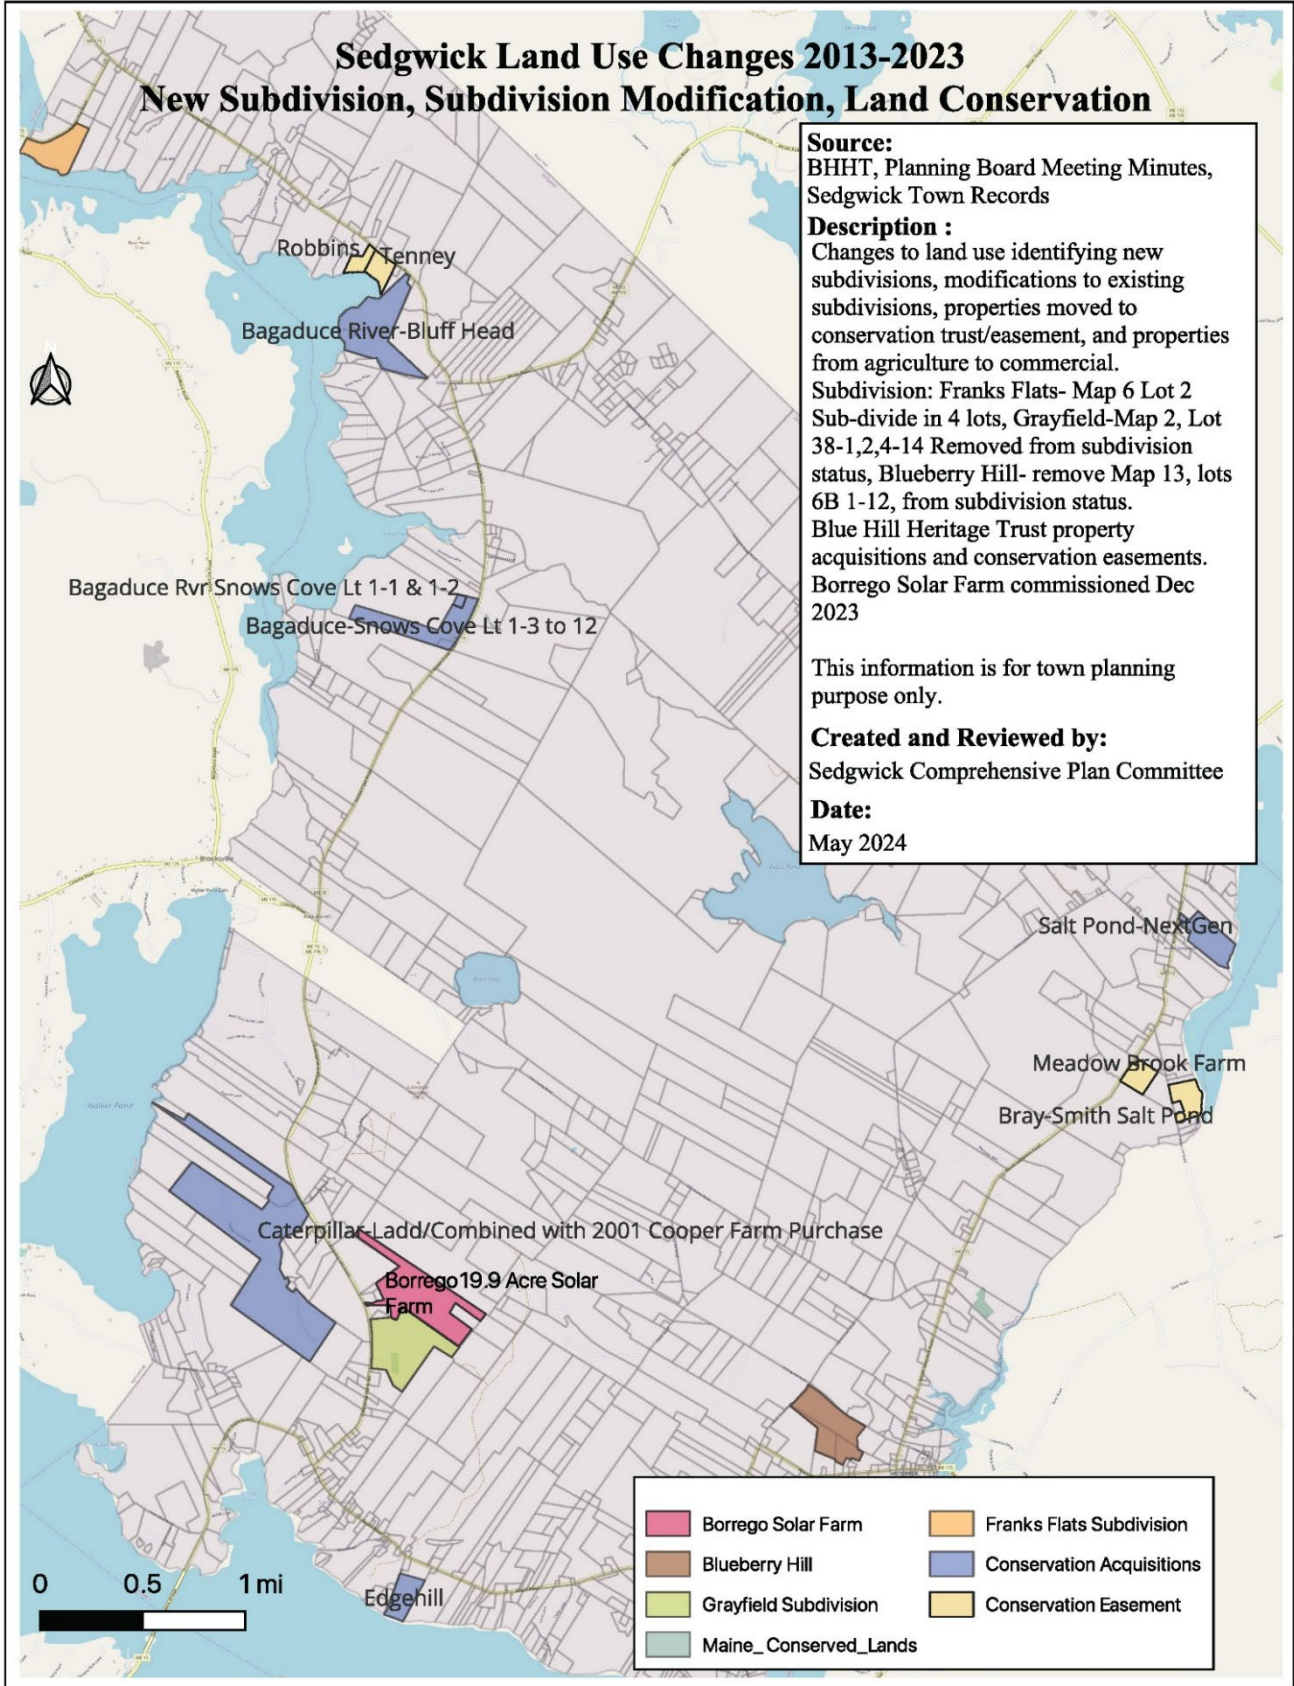 Sedgwick Land Use Changes 2013-2023
New Subdivision, Subdivision Modification, Land Conservation
Source:
BHHT, Planning Board Meeting Minutes,
Sedgwick Town Records
Description :
Changes to land use identifying new
subdivisions, modifications to existing
subdivisions, properties moved to
conservation trust/easement, and properties
from agriculture to commercial.
Subdivision: Franks Flats- Map 6 Lot 2
Sub-divide in 4 lots, Grayfield-Map 2, Lot
38-1,2,4-14 Removed from subdivision
status, Blueberry Hill- remove Map 13, lots
6B 1-12, from subdivision status.
Blue Hill Heritage Trust property
acquisitions and conservation easements.
Borrego Solar Farm commissioned Dec
2023
This information is for town planning
purpose only.
Created and Reviewed by:
Sedgwick Comprehensive Plan Committee
Date:
May 2024
Robbins
Tenney
Bagaduce River-Bluff Head
N
Bagaduce Rvr Snows Cove Lt 1-1 & 1-2
Bagaduce-Snows Cove Lt 1-3 to 12
Brooksville
Salt Pond-NextGen
Meadow Brook Farm
Bray-Smith Salt Pond
Walker Pond
Caterpillar-Ladd/Combined with 2001 Cooper Farm Purchase
Borrego 19.9 Acre Solar
Farm
Edgehill
0 0.5 1 mi
Borrego Solar Farm
Blueberry Hill
Grayfield Subdivision
Maine_Conserved_Lands
Franks Flats Subdivision
Conservation Acquisitions
Conservation Easement